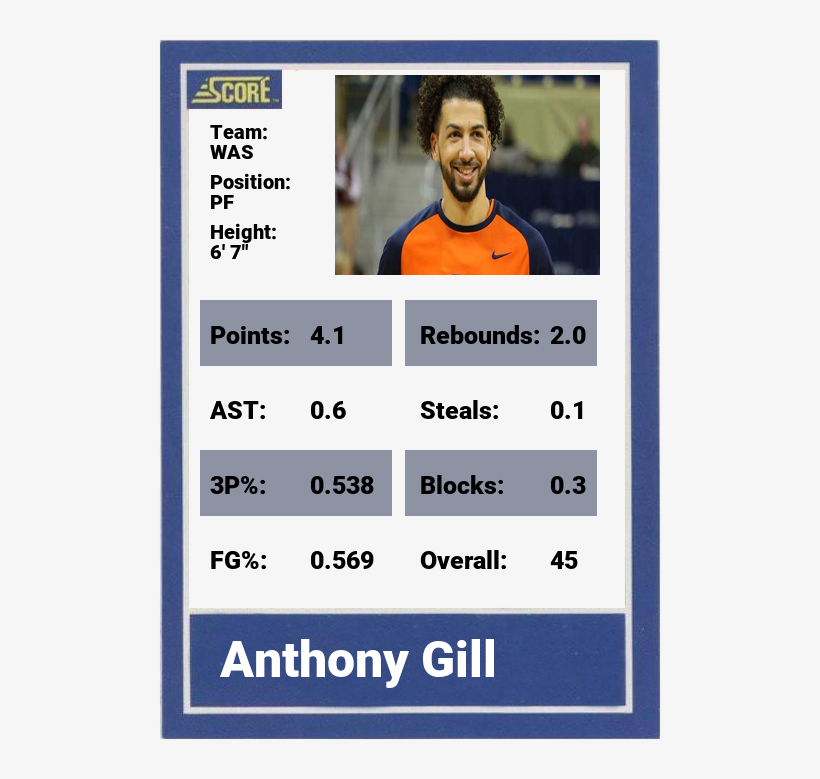 SCORE
Team:
WAS
Position:
PF
Height:
6' 7"
Points: 4.1 Rebounds: 2.0
AST: 0.6 Steals: 0.1
3P%: 0.538 Blocks: 0.3
FG%: 0.569 Overall: 45
Anthony Gill